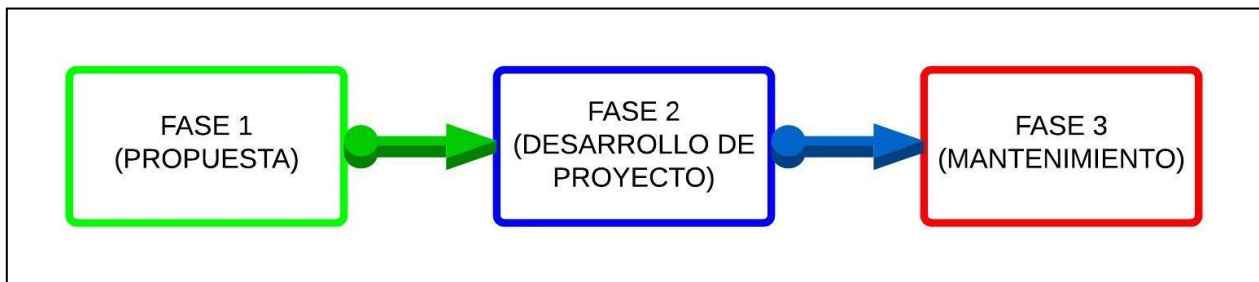 FASE 1
(PROPUESTA)
FASE 2
(DESARROLLO DE
PROYECTO)
FASE 3
(MANTENIMIENTO)